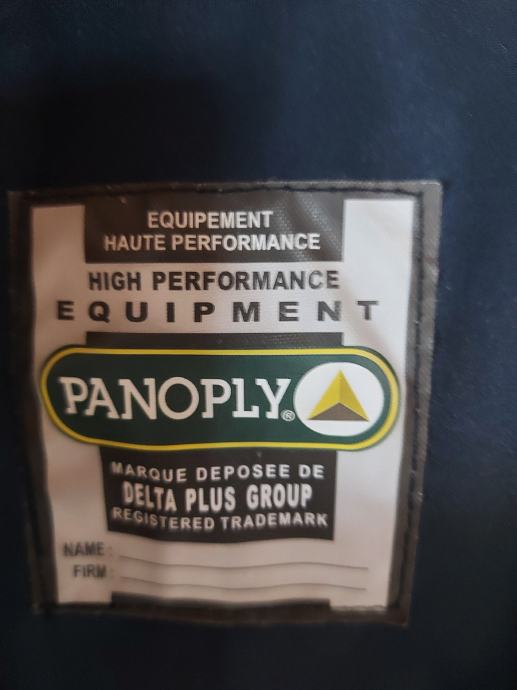 EQUIPEMENT
HAUTE PERFORMANCE
HIGH PERFORMANCE
EQUIPMENT
PANOPLY®
MARQUE DEPOSEE DE
DELTA PLUS GROUP
REGISTERED TRADEMARK
NAME:
FIRM: